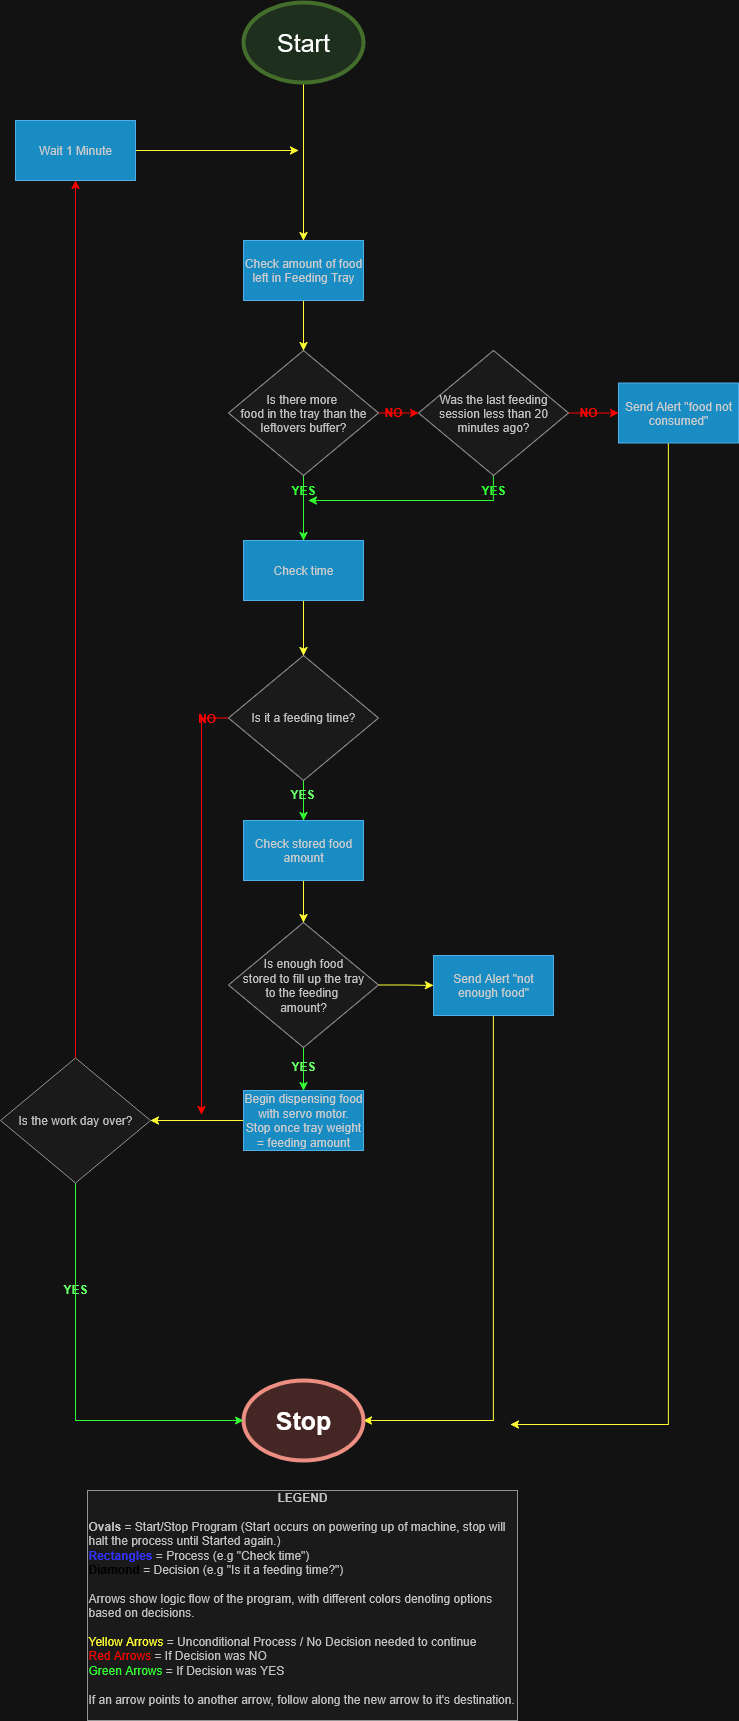 Start
Wait 1 Minute
Check amount of food
left in Feeding Tray
Is there more
food in the tray than the
leftovers buffer?
NO
Was the last feeding
session less than 20
minutes ago?
NO
Send Alert "food not
consumed"
YES
YES
Check time
Is it a feeding time?
NO
YES
Check stored food
amount
Is enough food
stored to fill up the tray
to the feeding
amount?
Send Alert "not
enough food"
YES
Begin dispensing food
with servo motor.
Stop once tray weight
= feeding amount
Is the work day over?
YES
Stop
LEGEND
Ovals = Start/Stop Program (Start occurs on powering up of machine, stop will
halt the process until Started again.)
Rectangles = Process (e.g "Check time")
Diamond = Decision (e.g "Is it a feeding time?")
Arrows show logic flow of the program, with different colors denoting options
based on decisions.
Yellow Arrows = Unconditional Process / No Decision needed to continue
Red Arrows = If Decision was NO
Green Arrows = If Decision was YES
If an arrow points to another arrow, follow along the new arrow to it's destination.